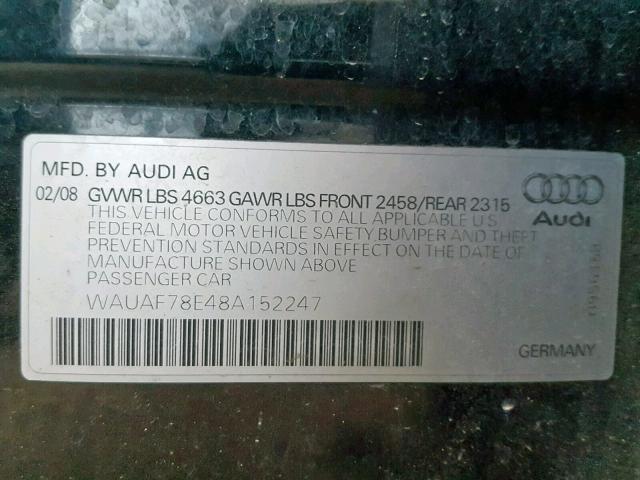 MFD. BY AUDI AG
02/08 GVWR LBS 4663 GAWR LBS FRONT 2458/REAR 2315
THIS VEHICLE CONFORMS TO ALL APPLICABLE U S
FEDERAL MOTOR VEHICLE SAFETY BUMPER AND THEFT
PREVENTION STANDARDS IN EFFECT ON THE DATE OF
MANUFACTURE SHOWN ABOVE
PASSENGER CAR
WAUAF78E48A152247
Audi
GERMANY